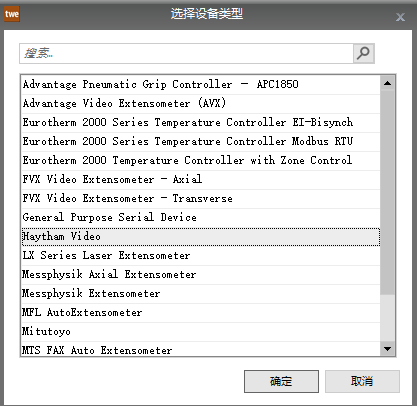 twe
选择设备类型
搜索...
Advantage Pneumatic Grip Controller — APC1850
Advantage Video Extensometer (AVX)
Eurotherm 2000 Series Temperature Controller EI-Bisynch
Eurotherm 2000 Series Temperature Controller Modbus RTU
Eurotherm 2000 Temperature Controller with Zone Control
FVX Video Extensometer - Axial
FVX Video Extensometer - Transverse
General Purpose Serial Device
Haytham Video
LX Series Laser Extensometer
Messphysik Axial Extensometer
Messphysik Extensometer
MFL AutoExtensometer
Mitutoyo
MTS FAX Auto Extensometer
确定
取消